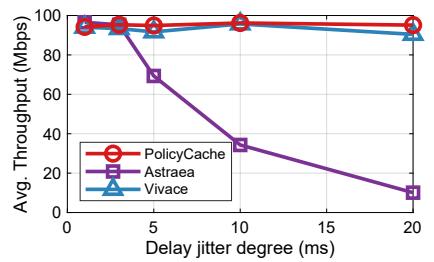 100
80
60
40
20
0
Avg. Throughput (Mbps)
PolicyCache
Astraea
Vivace
0 5 10 15 20
Delay jitter degree (ms)